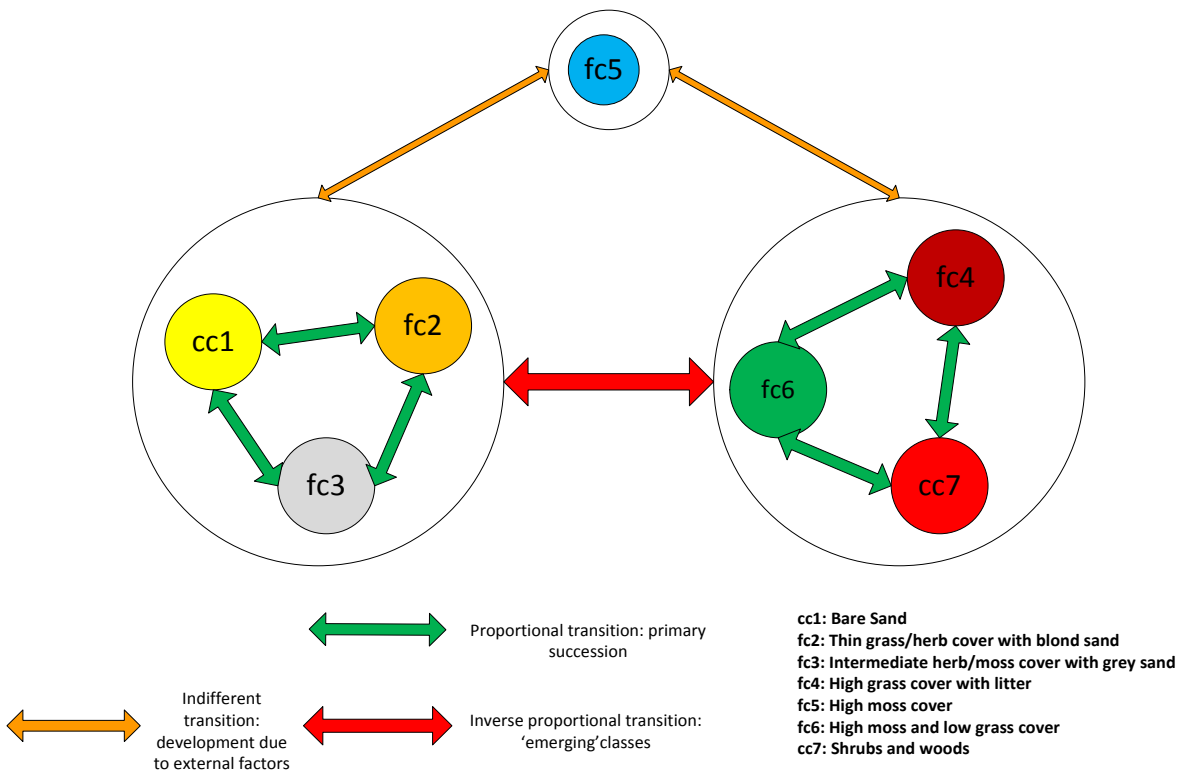 fc5
fc4
fc2
cc1
fc6
fc3
cc7
Proportional transition: primary
succession
Indifferent
transition:
development due
to external factors
Inverse proportional transition:
‘emerging’classes
cc1: Bare Sand
fc2: Thin grass/herb cover with blond sand
fc3: Intermediate herb/moss cover with grey sand
fc4: High grass cover with litter
fc5: High moss cover
fc6: High moss and low grass cover
cc7: Shrubs and woods